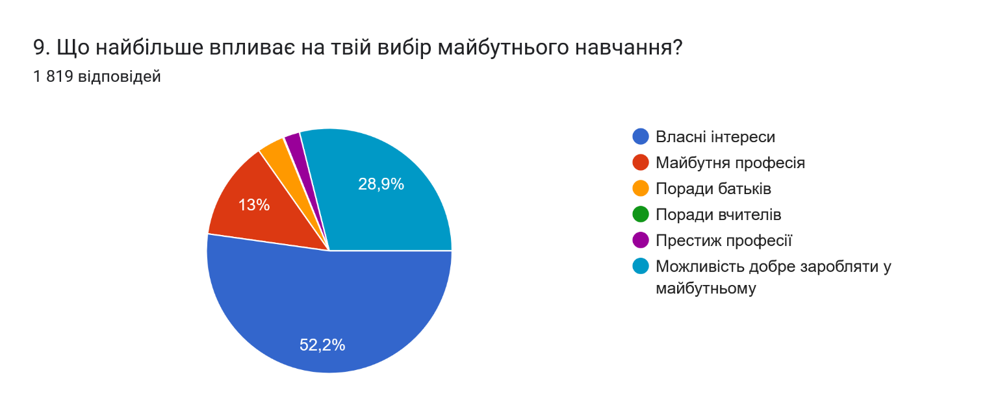 9. Що найбільше впливає на твій вибір майбутнього навчання?
1 819 відповідей
28,9%
13%
52,2%
Власні інтереси
Майбутня професія
Поради батьків
Поради вчителів
Престиж професії
Можливість добре заробляти у
майбутньому